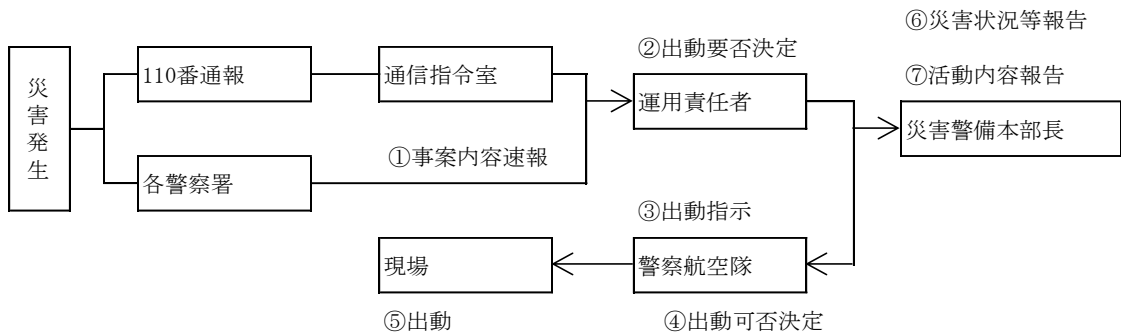 ⑥災害状況等報告
②出動要否決定
災害発生
110番通報
通信指令室
運用責任者
⑦活動内容報告
災害警備本部長
①事案内容速報
各警察署
③出動指示
現場
警察航空隊
⑤出動
④出動可否決定